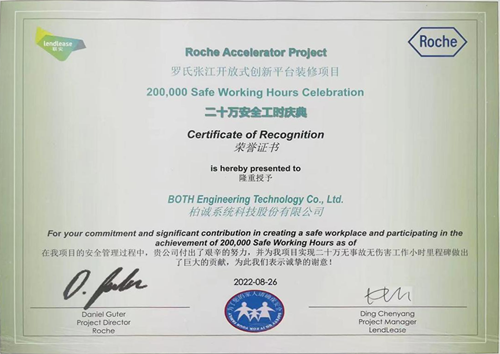 lendlease
Roche
Roche Accelerator Project
罗氏张江开放式创新平台装修项目
200,000 Safe Working Hours Celebration
二十万安全工时庆典
Certificate of Recognition
荣誉证书
is hereby presented to
隆重授予
BOTH Engineering Technology Co., Ltd.
柏诚系统科技股份有限公司
For your commitment and significant contribution in creating a safe workplace and participating in the
achievement of 200,000 Safe Working Hours as of
在我项目的安全管理过程中，贵公司付出了艰辛的努力，并为我项目实现二十万无事故无伤害工作小时里程碑做出
了巨大的贡献，为此我们表示诚挚的谢意！
2022-08-26
Daniel Guter
Project Director
Roche
Ding Chenyang
Project Manager
LendLease